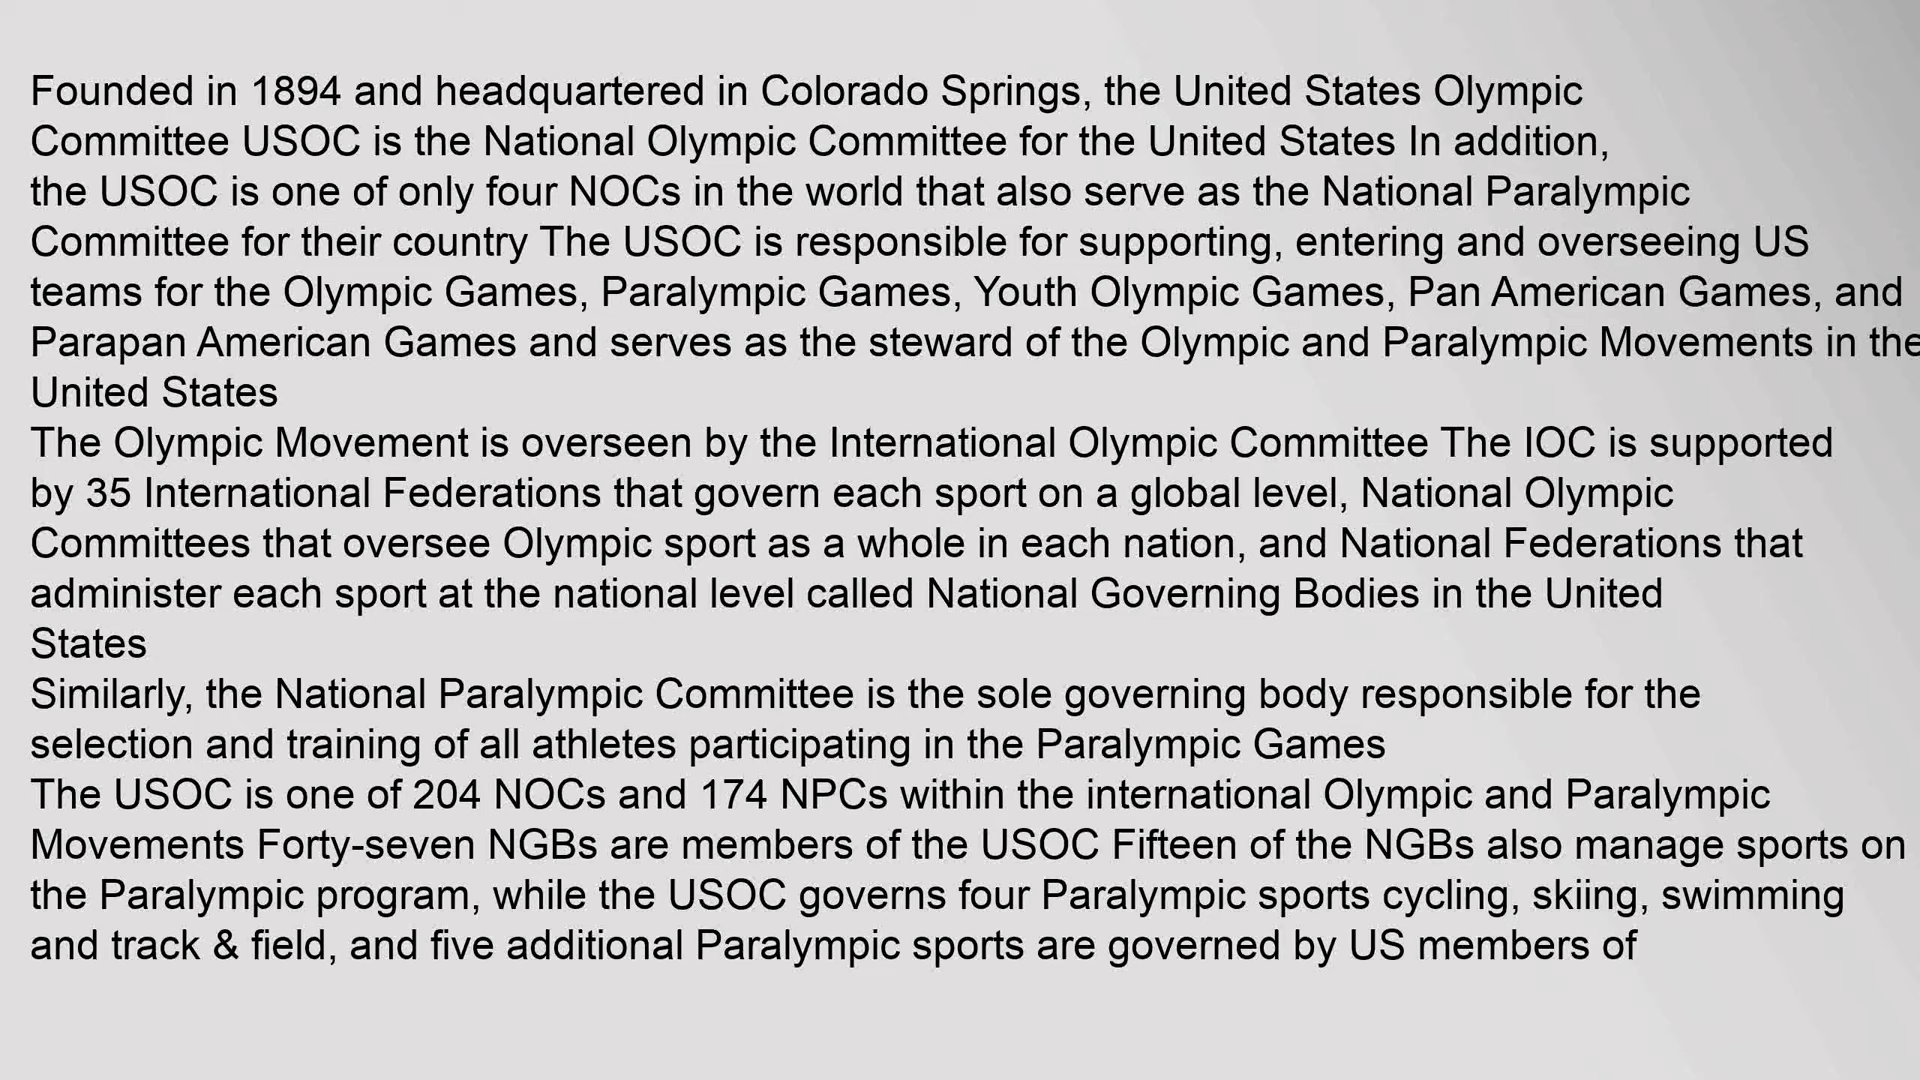 Founded in 1894 and headquartered in Colorado Springs, the United States Olympic
Committee USOC is the National Olympic Committee for the United States In addition,
the USOC is one of only four NOCs in the world that also serve as the National Paralympic
Committee for their country The USOC is responsible for supporting, entering and overseeing US
teams for the Olympic Games, Paralympic Games, Youth Olympic Games, Pan American Games, and
Parapan American Games and serves as the steward of the Olympic and Paralympic Movements in the
United States
The Olympic Movement is overseen by the International Olympic Committee The IOC is supported
by 35 International Federations that govern each sport on a global level, National Olympic
Committees that oversee Olympic sport as a whole in each nation, and National Federations that
administer each sport at the national level called National Governing Bodies in the United
States
Similarly, the National Paralympic Committee is the sole governing body responsible for the
selection and training of all athletes participating in the Paralympic Games
The USOC is one of 204 NOCs and 174 NPCs within the international Olympic and Paralympic
Movements Forty-seven NGBs are members of the USOC Fifteen of the NGBs also manage sports on
the Paralympic program, while the USOC governs four Paralympic sports cycling, skiing, swimming
and track & field, and five additional Paralympic sports are governed by US members of